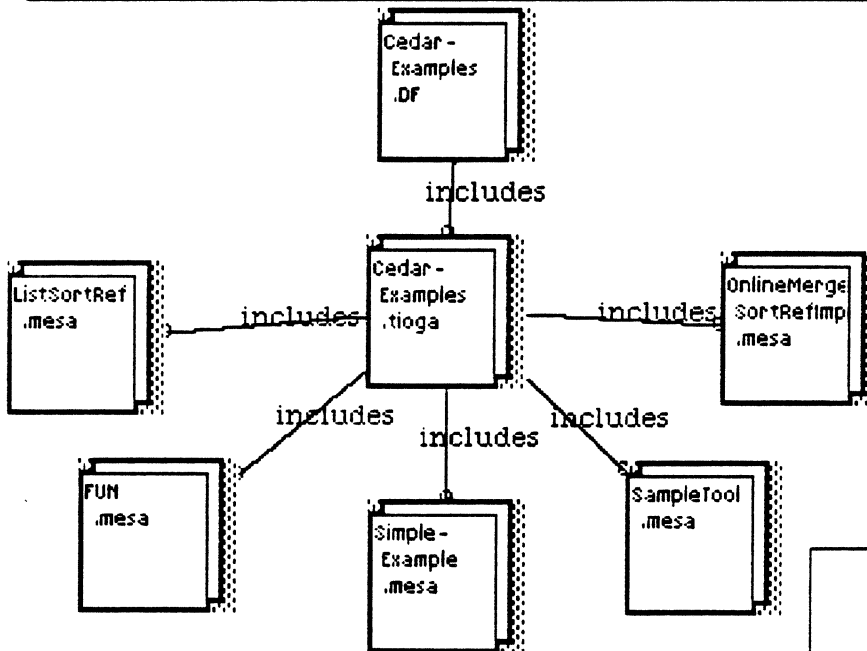 Cedar-
Examples
.DF
includes
Cedar-
Examples
.tioga
ListSortRef
.mesa
includes
includes
OnlineMerge
SortRefImp
.mesa
includes
includes
includes
FUN
.mesa
Simple-
Example
.mesa
SampleTool
.mesa